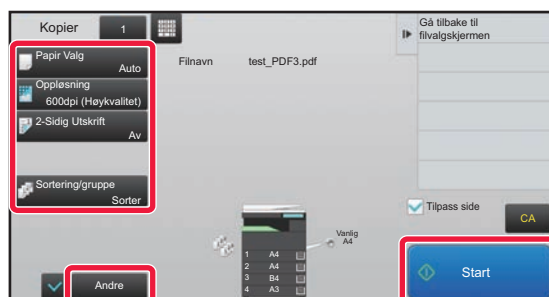 Kopier 1
Gå tilbake til
filvalgskjermen
Papir Valg
Auto
Filnavn test_PDF3.pdf
Oppløsning
600dpi (Høykvalitet)
2-Sidig Utskrift
Av
Sortering/gruppe
Sorter
Tilpass side
CA
Vanlig
A4
1 A4
2 A4
3 B4
4 A3
Andre
Start